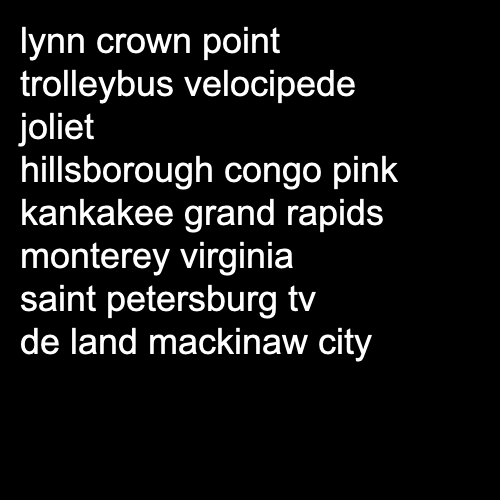 lynn crown point
trolleybus velocipede
joliet
hillsborough congo pink
kankakee grand rapids
monterey virginia
saint petersburg tv
de land mackinaw city